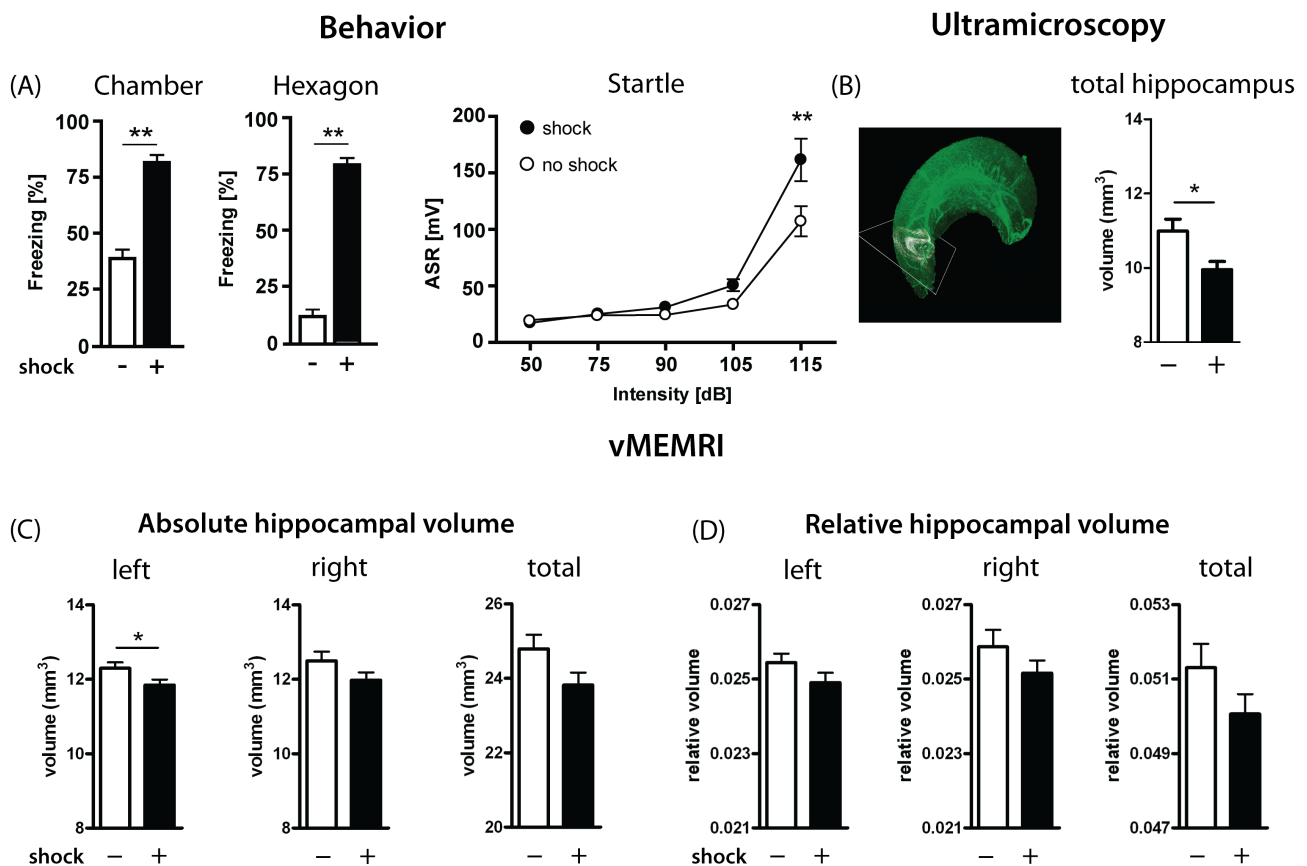 Behavior
Ultramicroscopy
(A)
Chamber
Hexagon
Startle
(B)
total hippocampus
Freezing [%]
100
75
50
25
0
**
shock
-
+
Freezing [%]
100
75
50
25
0
**
-
+
ASR [mV]
200
150
100
50
0
shock
no shock
**
50
75
90
105
115
Intensity [dB]
volume (mm³)
14
11
10
8
*
−
+
vMEMRI
(C)
Absolute hippocampal volume
(D)
Relative hippocampal volume
left
right
total
left
right
total
volume (mm³)
14
12
10
8
*
shock
−
+
volume (mm³)
14
12
10
8
−
+
volume (mm³)
26
24
22
20
−
+
relative volume
0.027
0.025
0.023
0.021
shock
−
+
relative volume
0.027
0.025
0.023
0.021
−
+
relative volume
0.053
0.051
0.049
0.047
−
+